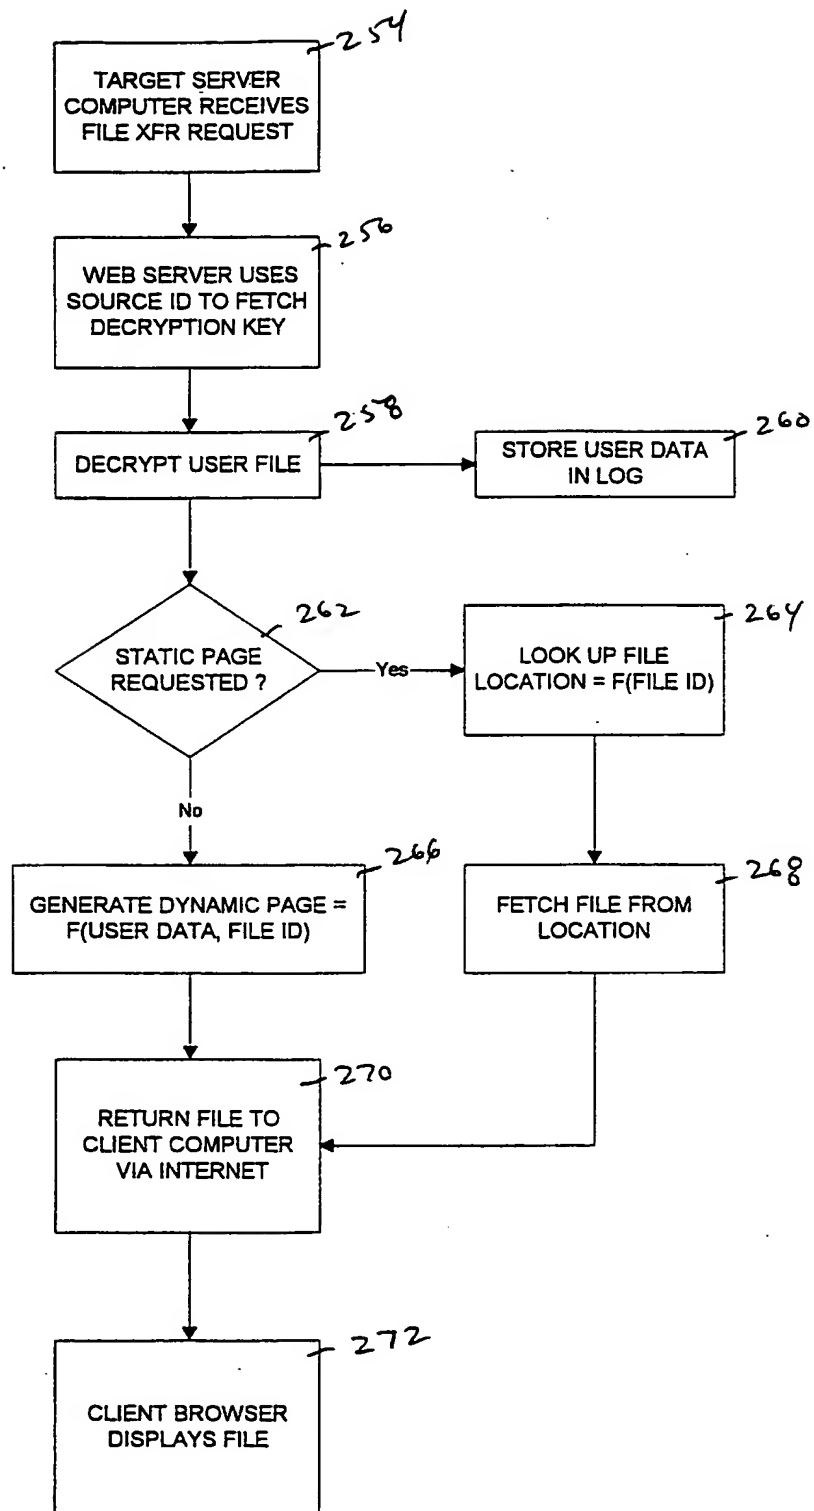 254
TARGET SERVER
COMPUTER RECEIVES
FILE XFR REQUEST
256
WEB SERVER USES
SOURCE ID TO FETCH
DECRYPTION KEY
258
DECRYPT USER FILE
260
STORE USER DATA
IN LOG
262
STATIC PAGE
REQUESTED ?
Yes
264
LOOK UP FILE
LOCATION = F(FILE ID)
No
266
GENERATE DYNAMIC PAGE =
F(USER DATA, FILE ID)
268
FETCH FILE FROM
LOCATION
270
RETURN FILE TO
CLIENT COMPUTER
VIA INTERNET
272
CLIENT BROWSER
DISPLAYS FILE